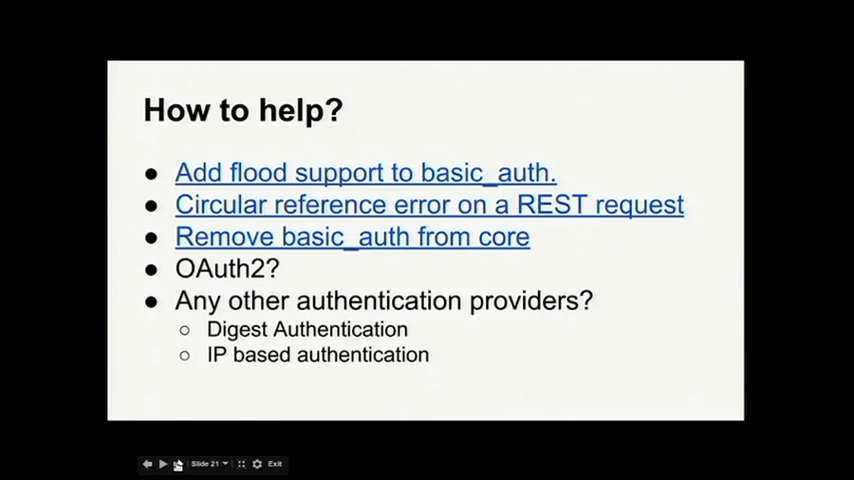 How to help?
● Add flood support to basic_auth.
● Circular reference error on a REST request
● Remove basic_auth from core
● OAuth2?
● Any other authentication providers?
○ Digest Authentication
○ IP based authentication
Slide 21
Exit